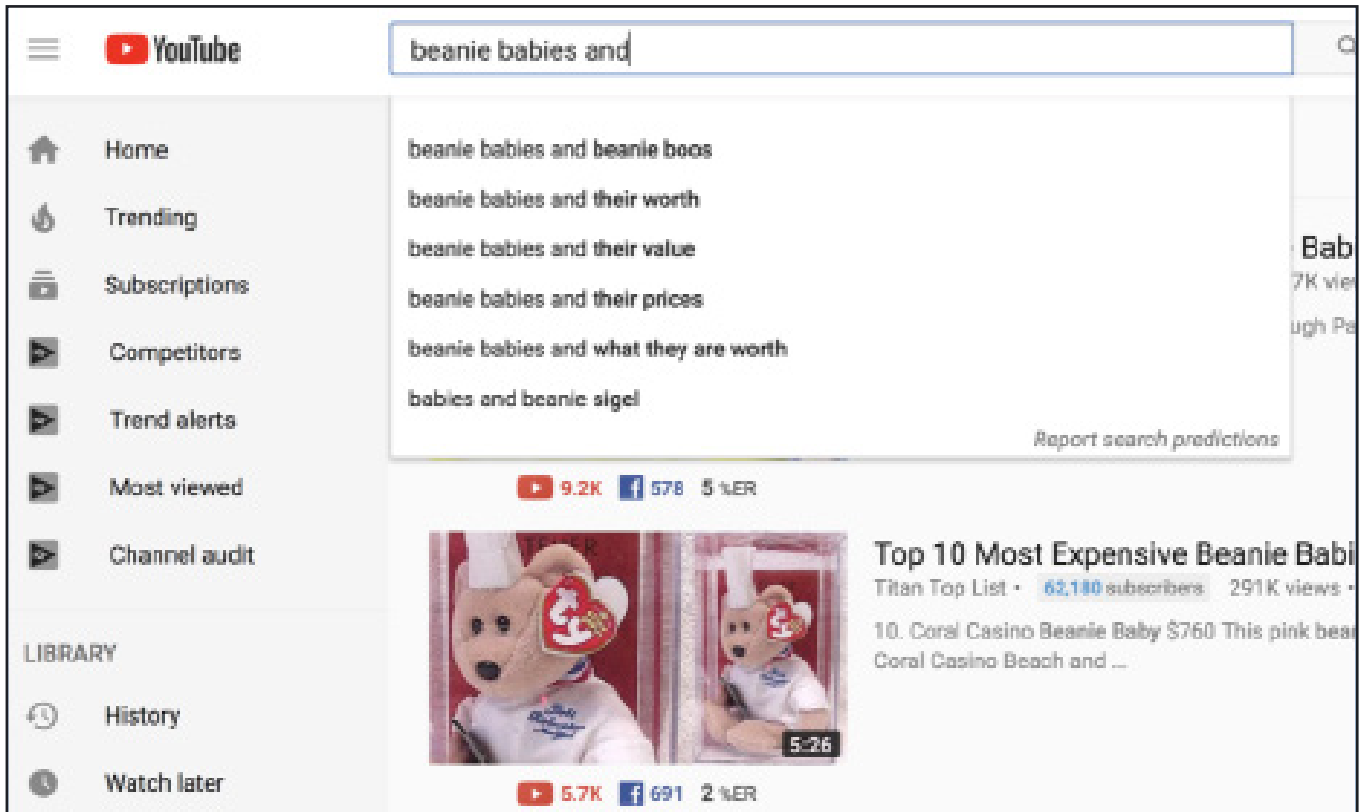 YouTube
beanie babies and
Home
Trending
Subscriptions
Competitors
Trend alerts
Most viewed
Channel audit
LIBRARY
History
Watch later
beanie babies and beanie boos
beanie babies and their worth
beanie babies and their value
beanie babies and their prices
beanie babies and what they are worth
babies and beanie sigel
Report search predictions
Bab
7K vie
ugh Pa
9.2K 578 5 %ER
ty
5:26
Top 10 Most Expensive Beanie Babi
Titan Top List • 62,180 subscribers 291K views •
10. Coral Casino Beanie Baby $760 This pink bear
Coral Casino Beach and ...
5.7K 691 2 %ER